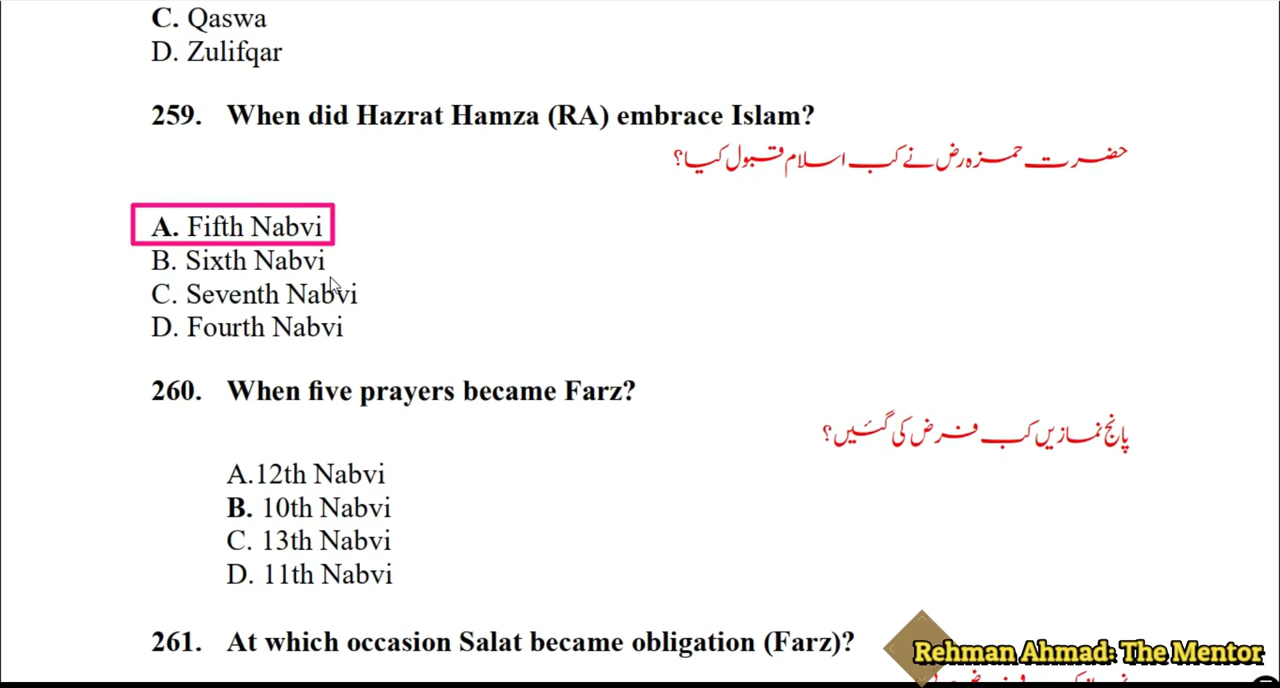 C. Qaswa
D. Zulifqar
259. When did Hazrat Hamza (RA) embrace Islam?
حضرت حمزہ رض نے کب اسلام قبول کیا؟
A. Fifth Nabvi
B. Sixth Nabvi
C. Seventh Nabvi
D. Fourth Nabvi
260. When five prayers became Farz?
پانچ نمازیں کب فرض کی گئیں؟
A.12th Nabvi
B. 10th Nabvi
C. 13th Nabvi
D. 11th Nabvi
261. At which occasion Salat became obligation (Farz)?
Rehman Ahmad: The Mentor